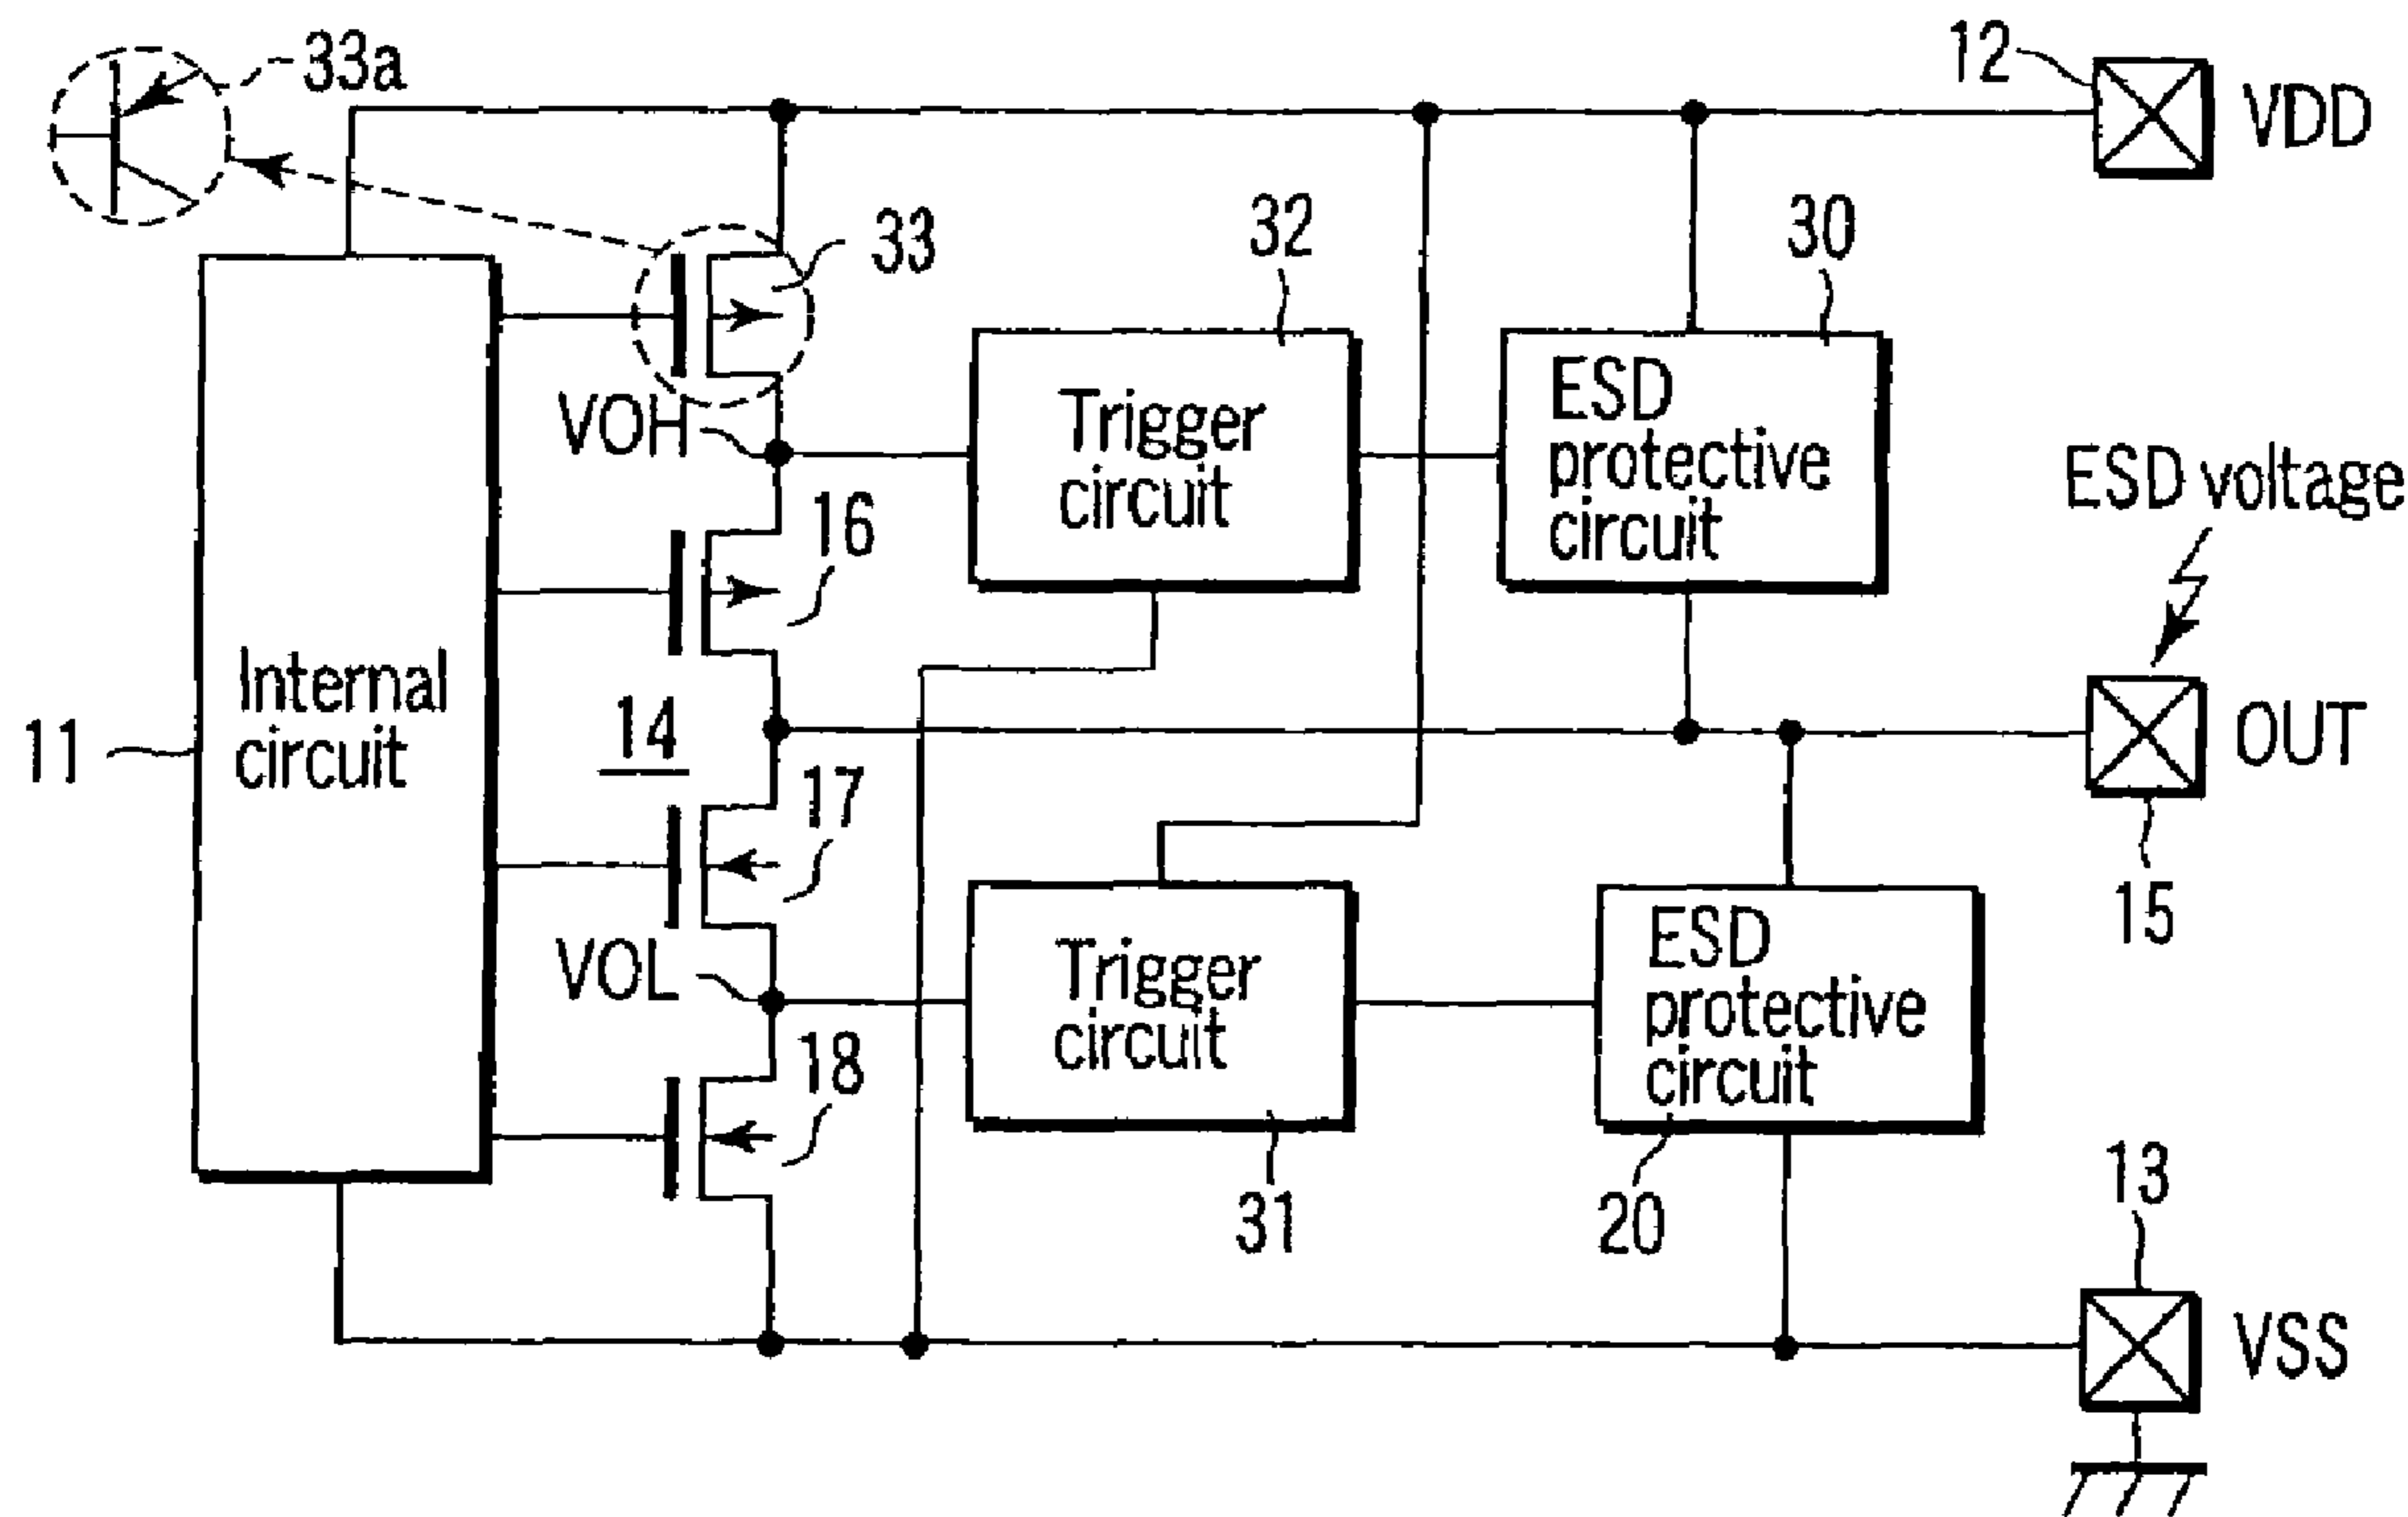 33a
12
VDD
33
32
30
VOH
Trigger
circuit
ESD
protective
circuit
ESD voltage
16
Internal
circuit
11
14
OUT
17
15
VOL
Trigger
circuit
ESD
protective
circuit
18
31
20
13
VSS